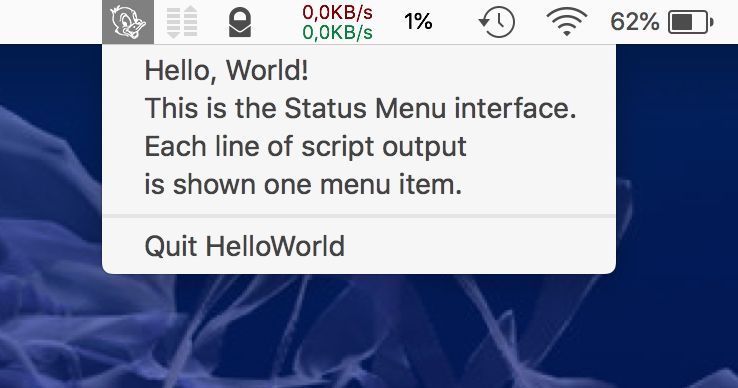 0,0KB/s
0,0KB/s
1%
62%
Hello, World!
This is the Status Menu interface.
Each line of script output
is shown one menu item.
Quit HelloWorld